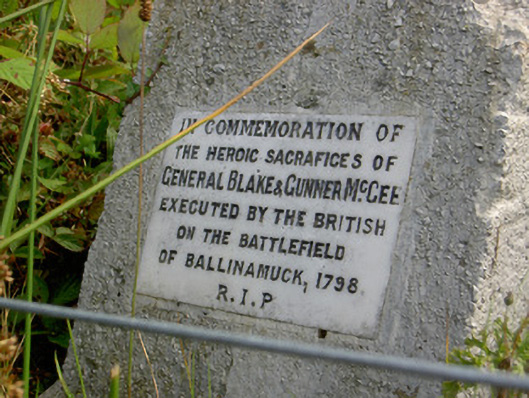 IN COMMEMORATION OF
THE HEROIC SACRAFICES OF
GENERAL BLAKE & GUNNER McGEE
EXECUTED BY THE BRITISH
ON THE BATTLEFIELD
OF BALLINAMUCK, 1798.
R.I.P